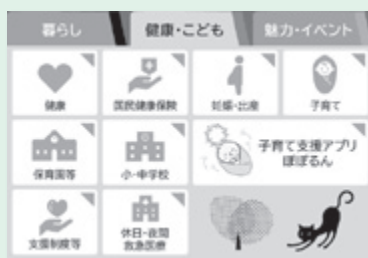 暮らし
健康・こども
魅力・イベント
健康
国民健康保険
妊娠・出産
子育て
保育園等
小・中学校
子育て支援アプリ
ぽぽるん
支援制度等
休日・夜間
救急医療